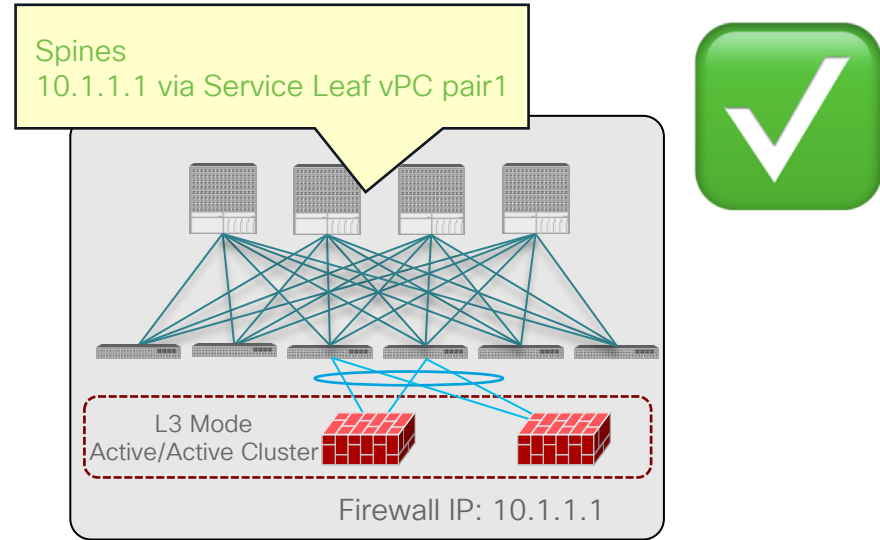 Spines
10.1.1.1 via Service Leaf vPC pair1
L3 Mode
Active/Active Cluster
Firewall IP: 10.1.1.1